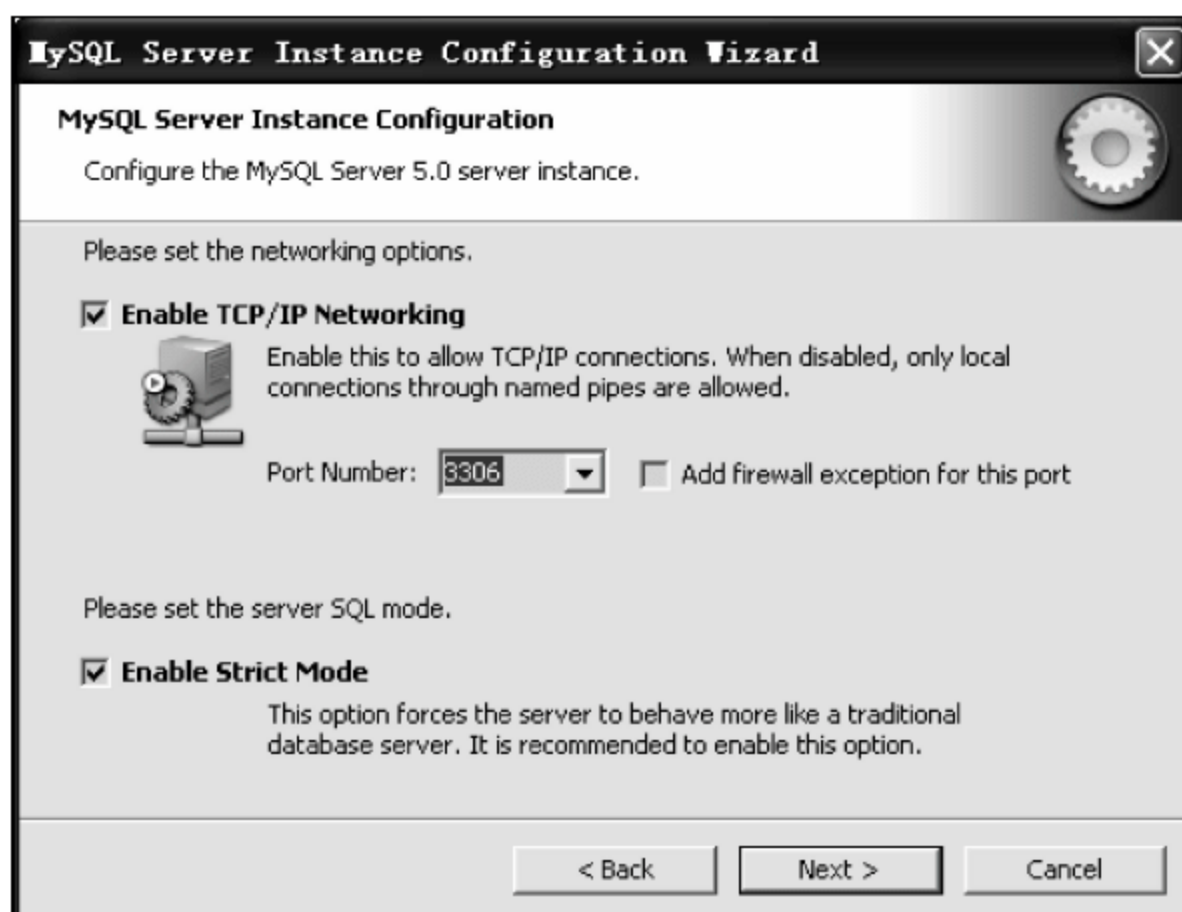 MySQL Server Instance Configuration Wizard
MySQL Server Instance Configuration
Configure the MySQL Server 5.0 server instance.
Please set the networking options.
Enable TCP/IP Networking
Enable this to allow TCP/IP connections. When disabled, only local
connections through named pipes are allowed.
Port Number: 3306 Add firewall exception for this port
Please set the server SQL mode.
Enable Strict Mode
This option forces the server to behave more like a traditional
database server. It is recommended to enable this option.
< Back Next > Cancel